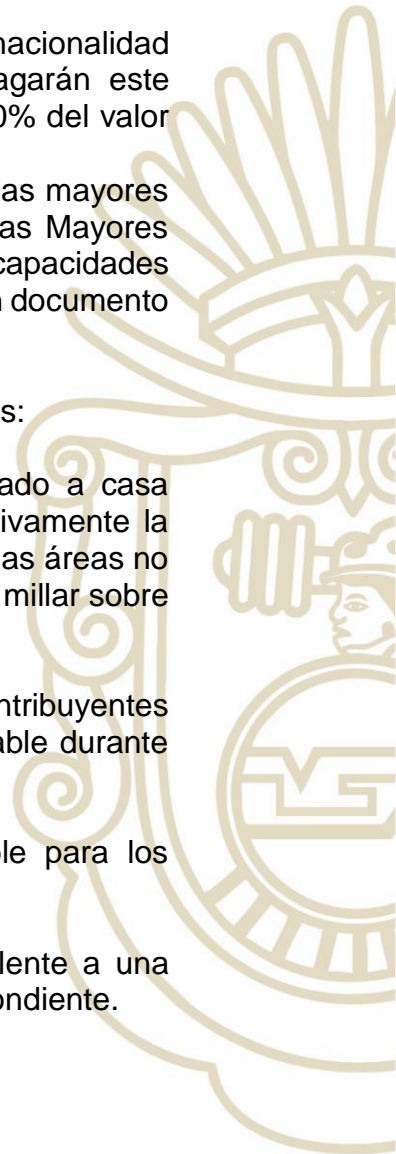 nacionalidad
agarán este
0% del valor
as mayores
as Mayores
capacidades
documento
s:
ado a casa
ivamente la
as áreas no
millar sobre
ntribuyentes
able durante
le para los
lente a una
ondiente.